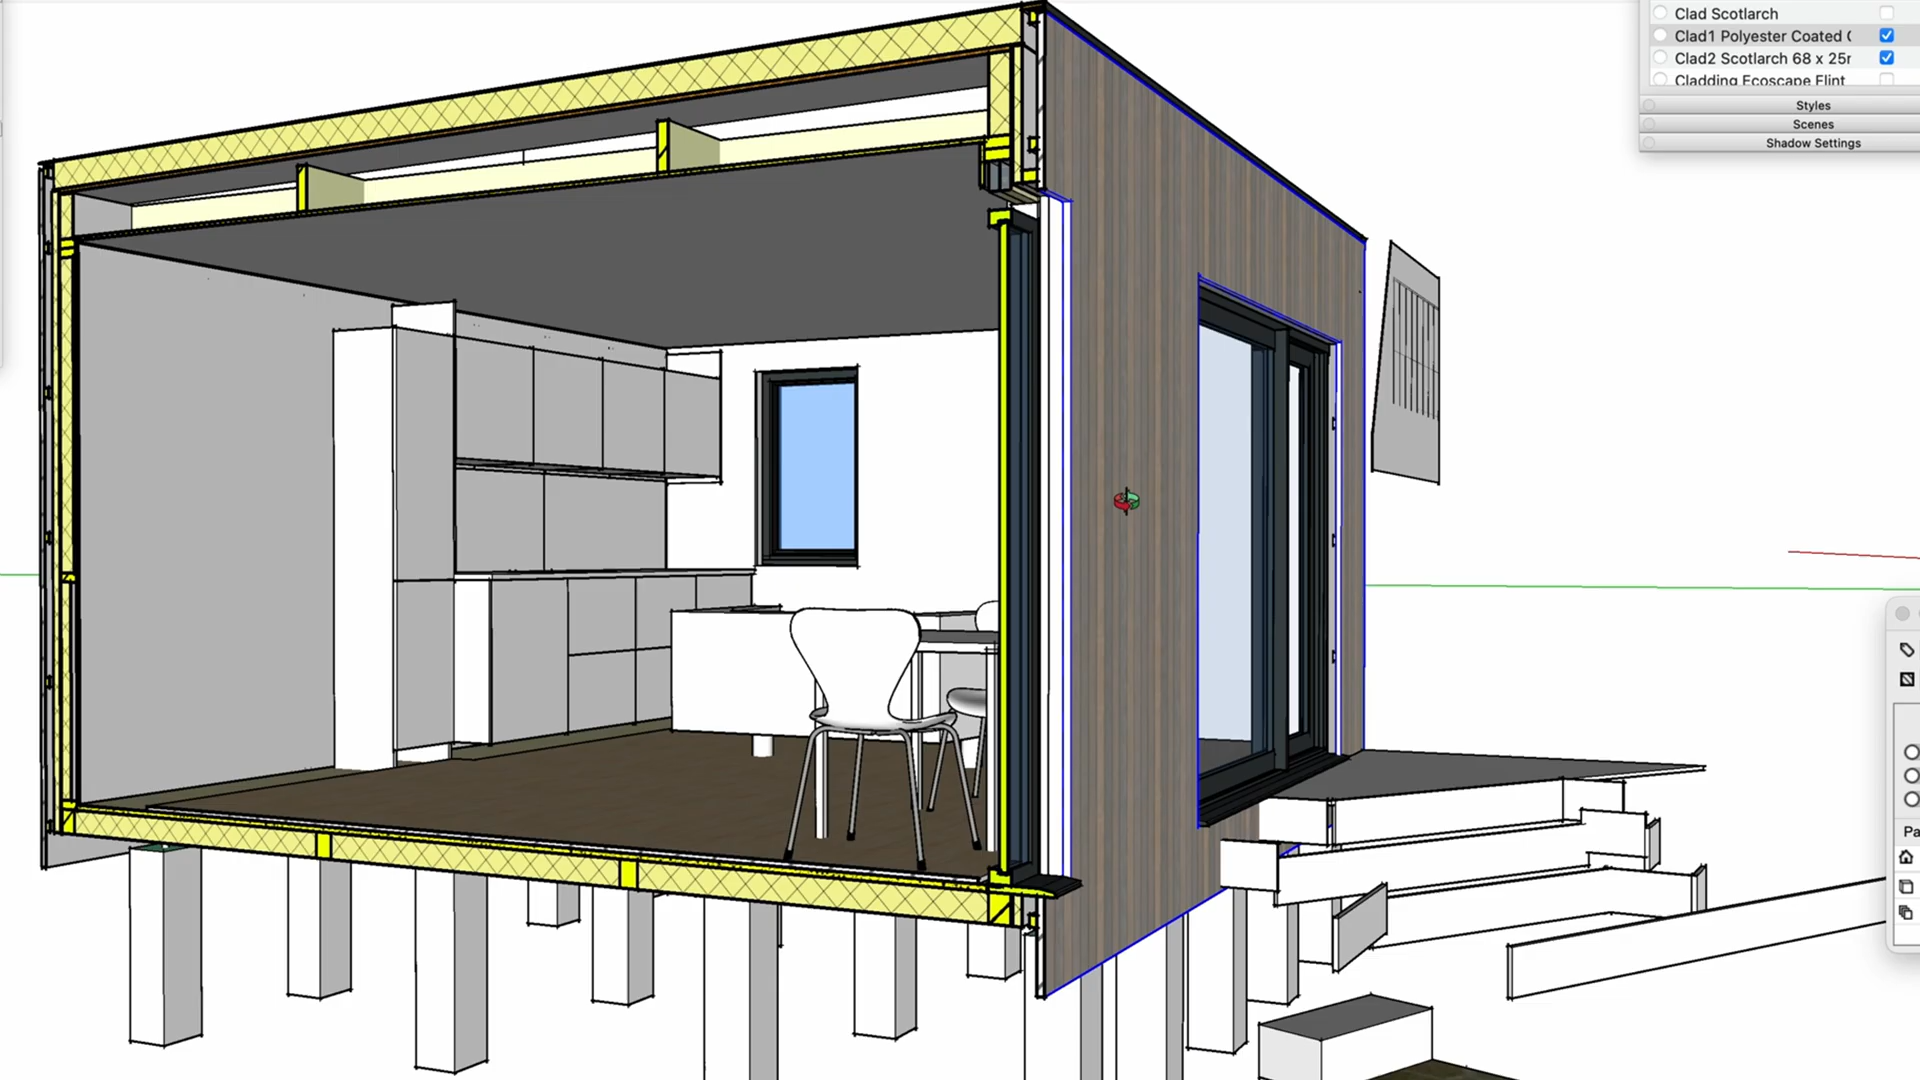 Clad Scotlarch
Clad1 Polyester Coated (
Clad2 Scotlarch 68 x 25r
Cladding Ecoscape Flint
Styles
Scenes
Shadow Settings
Pa